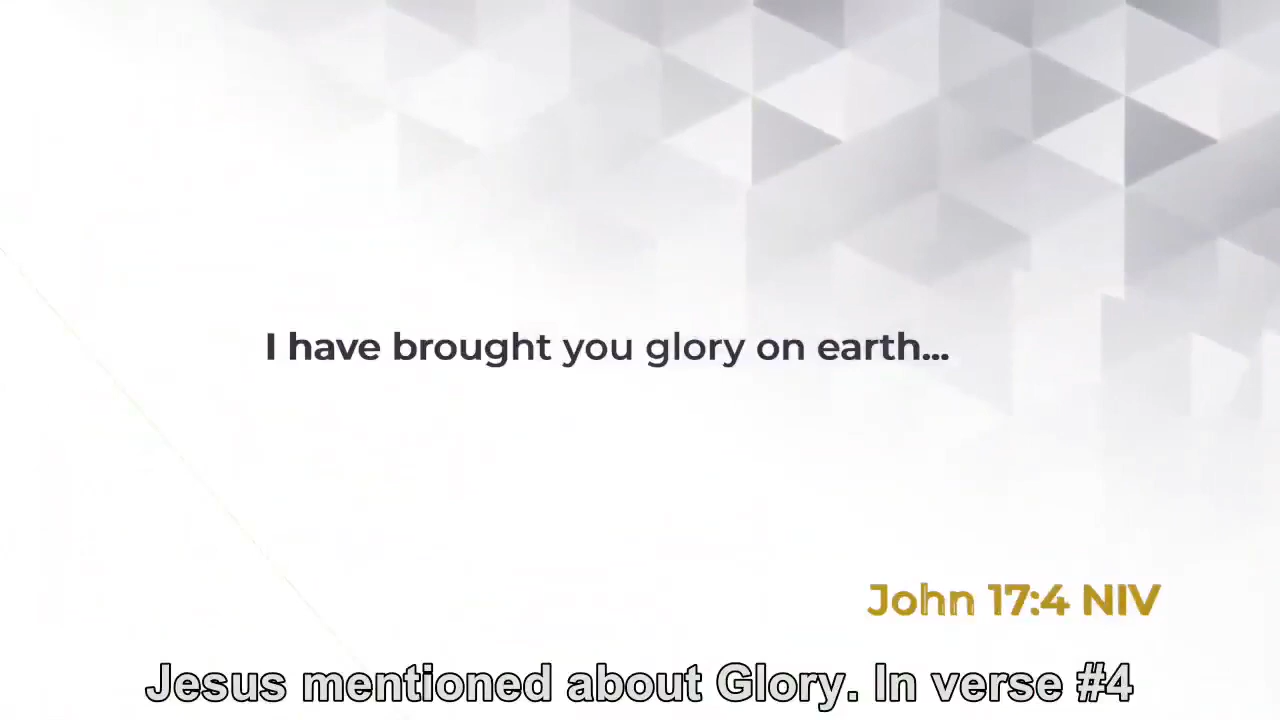 I have brought you glory on earth...
John 17:4 NIV
Jesus mentioned about Glory. In verse #4